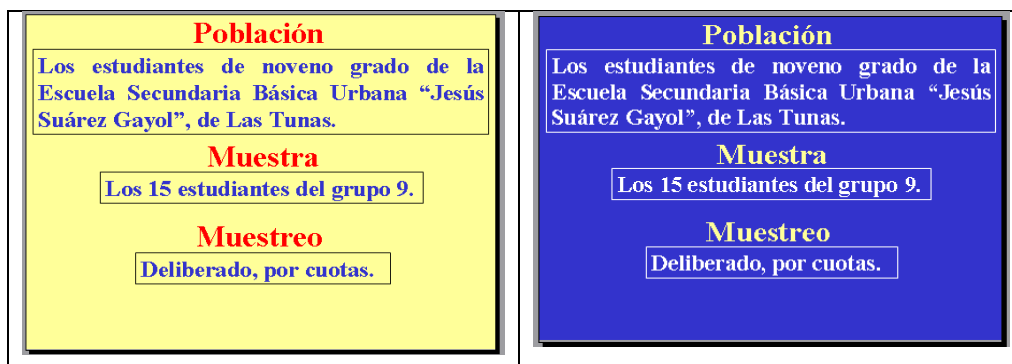 Población
Los estudiantes de noveno grado de la
Escuela Secundaria Básica Urbana “Jesús
Suárez Gayol”, de Las Tunas.
Muestra
Los 15 estudiantes del grupo 9.
Muestreo
Deliberado, por cuotas.
Población
Los estudiantes de noveno grado de la
Escuela Secundaria Básica Urbana “Jesús
Suárez Gayol”, de Las Tunas.
Muestra
Los 15 estudiantes del grupo 9.
Muestreo
Deliberado, por cuotas.